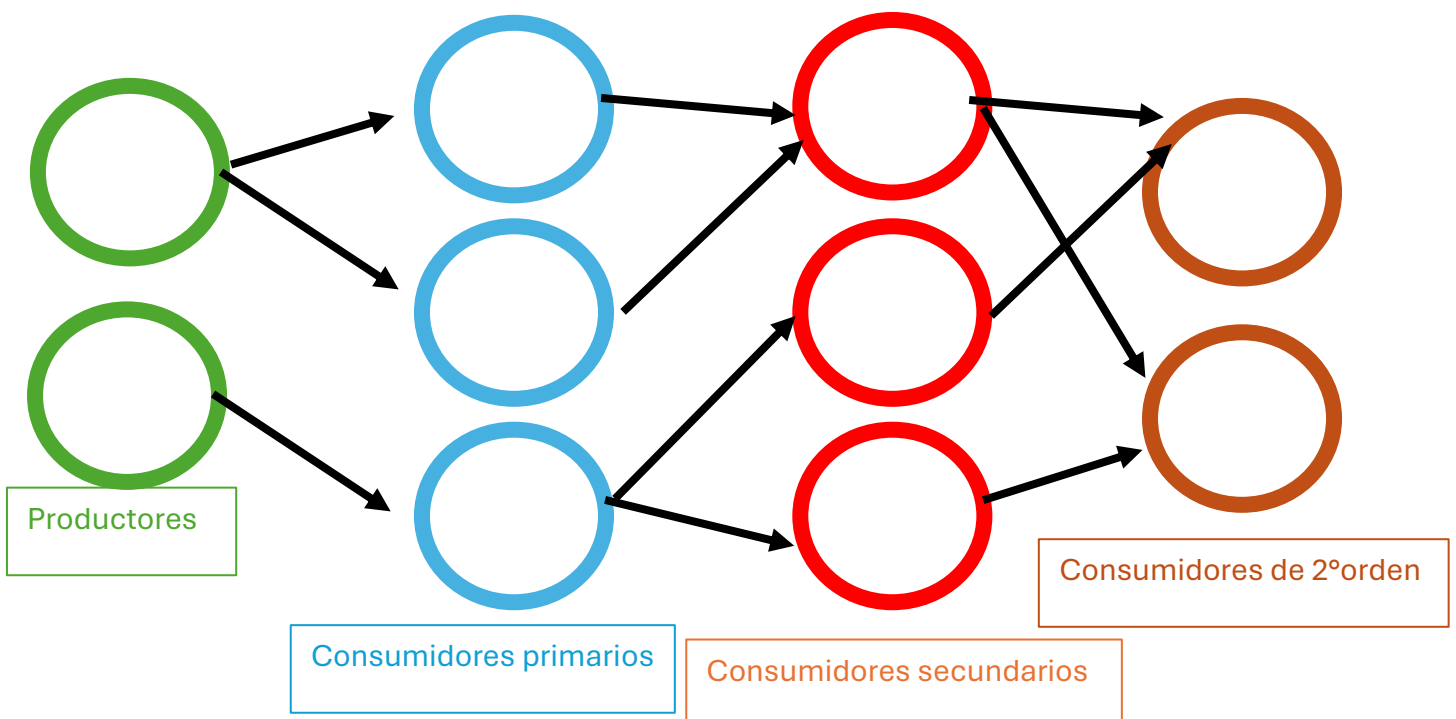 Productores
Consumidores primarios
Consumidores secundarios
Consumidores de 2°orden